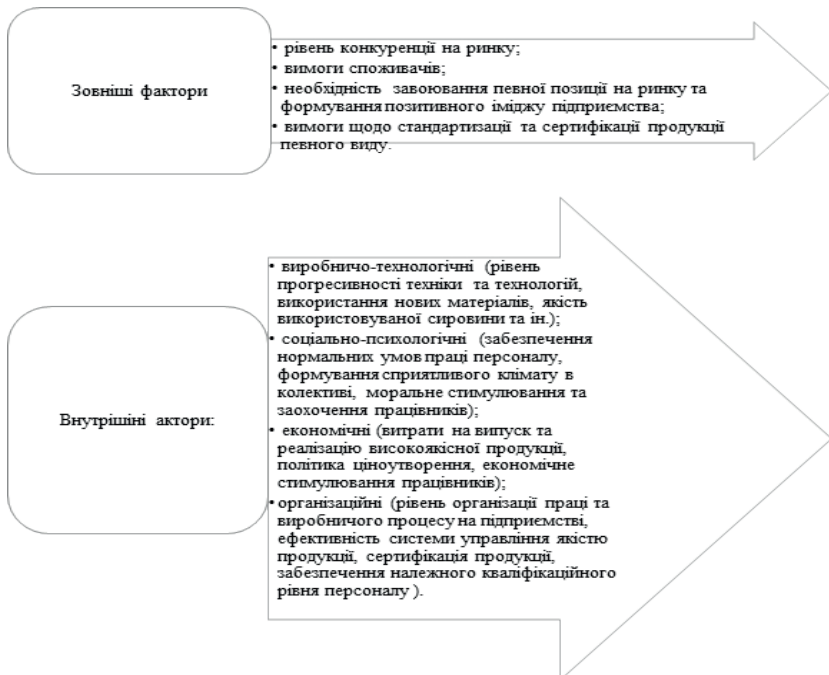 Зовніші фактори
• рівень конкуренції на ринку;
• вимоги споживачів;
• необхідність завоювання певної позиції на ринку та
формування позитивного іміджу підприємства;
• вимоги щодо стандартизації та сертифікації продукції
певного виду.
Внутрішіні актори:
• виробничо-технологічні (рівень
прогресивності техніки та технологій,
використання нових матеріалів, якість
використовуваної сировини та ін.);
• соціально-психологічні (забезпечення
нормальних умов праці персоналу,
формування сприятливого клімату в
колективі, моральне стимулювання та
заохочення працівників);
• економічні (витрати на випуск та
реалізацію високоякісної продукції,
політика ціноутворення, економічне
стимулювання працівників);
• організаційні (рівень організації праці та
виробничого процесу на підприємстві,
ефективність системи управління якістю
продукції, сертифікація продукції,
забезпечення належного кваліфікаційного
рівня персоналу ).